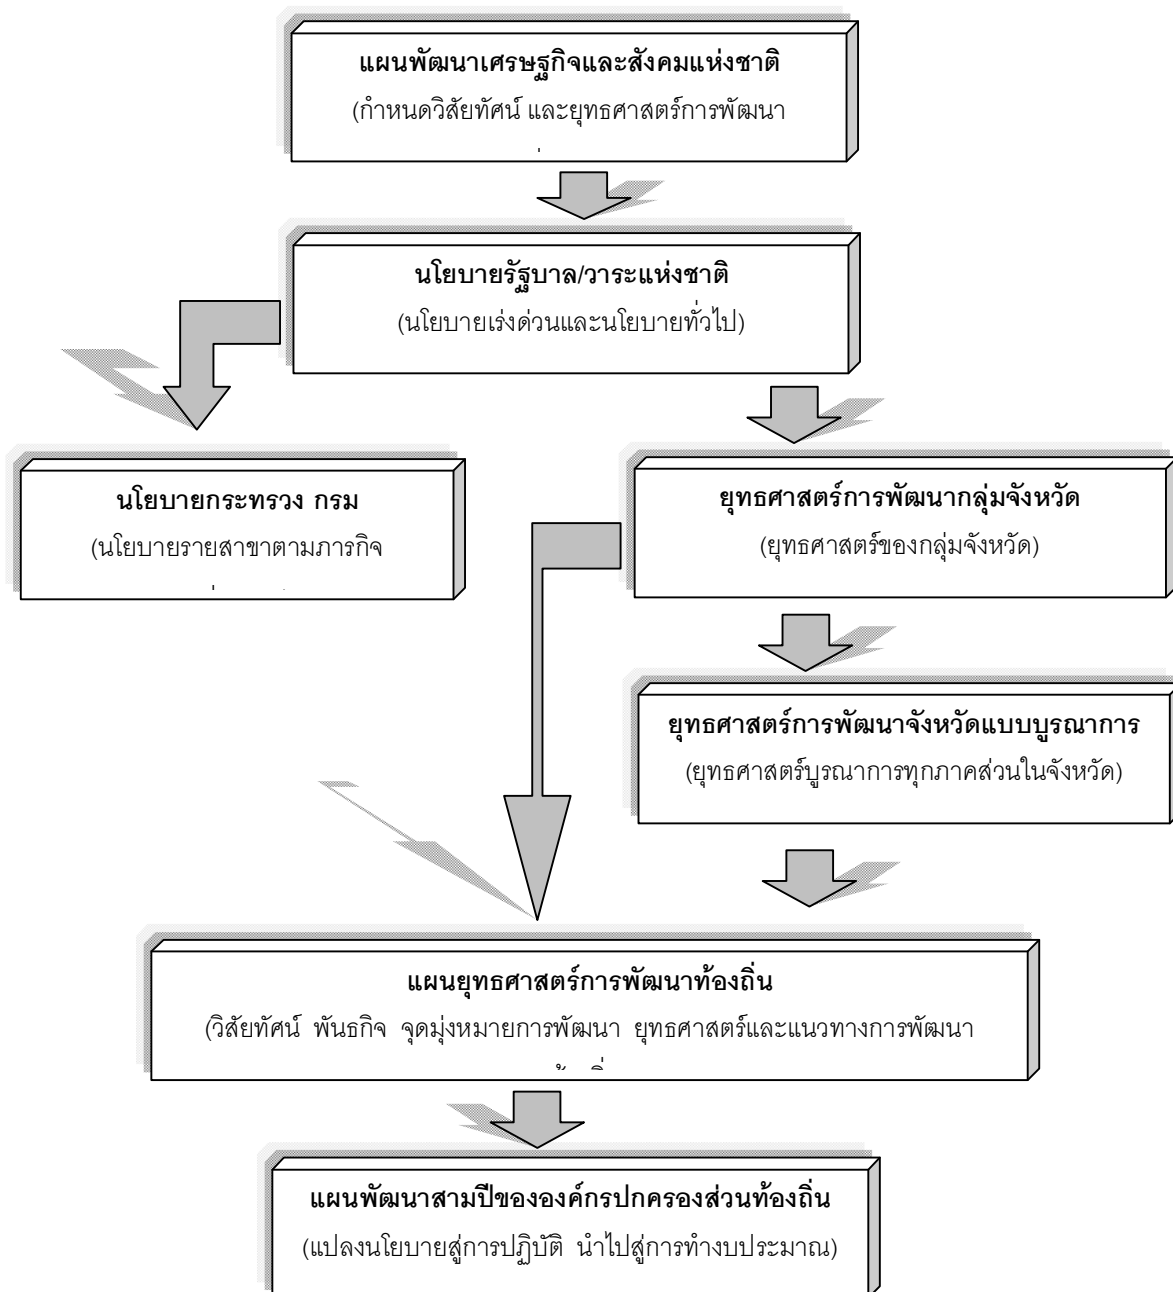 แผนพัฒนาเศรษฐกิจและสังคมแห่งชาติ
(กำหนดวิสัยทัศน์ และยุทธศาสตร์การพัฒนา
นโยบายรัฐบาล/วาระแห่งชาติ
(นโยบายเร่งด่วนและนโยบายทั่วไป)
นโยบายกระทรวง กรม
(นโยบายรายสาขาตามภารกิจ
ยุทธศาสตร์การพัฒนากลุ่มจังหวัด
(ยุทธศาสตร์ของกลุ่มจังหวัด)
ยุทธศาสตร์การพัฒนาจังหวัดแบบบูรณาการ
(ยุทธศาสตร์บูรณาการทุกภาคส่วนในจังหวัด)
แผนยุทธศาสตร์การพัฒนาท้องถิ่น
(วิสัยทัศน์ พันธกิจ จุดมุ่งหมายการพัฒนา ยุทธศาสตร์และแนวทางการพัฒนา
แผนพัฒนาสามปีขององค์กรปกครองส่วนท้องถิ่น
(แปลงนโยบายสู่การปฏิบัติ นำไปสู่การทำงบประมาณ)